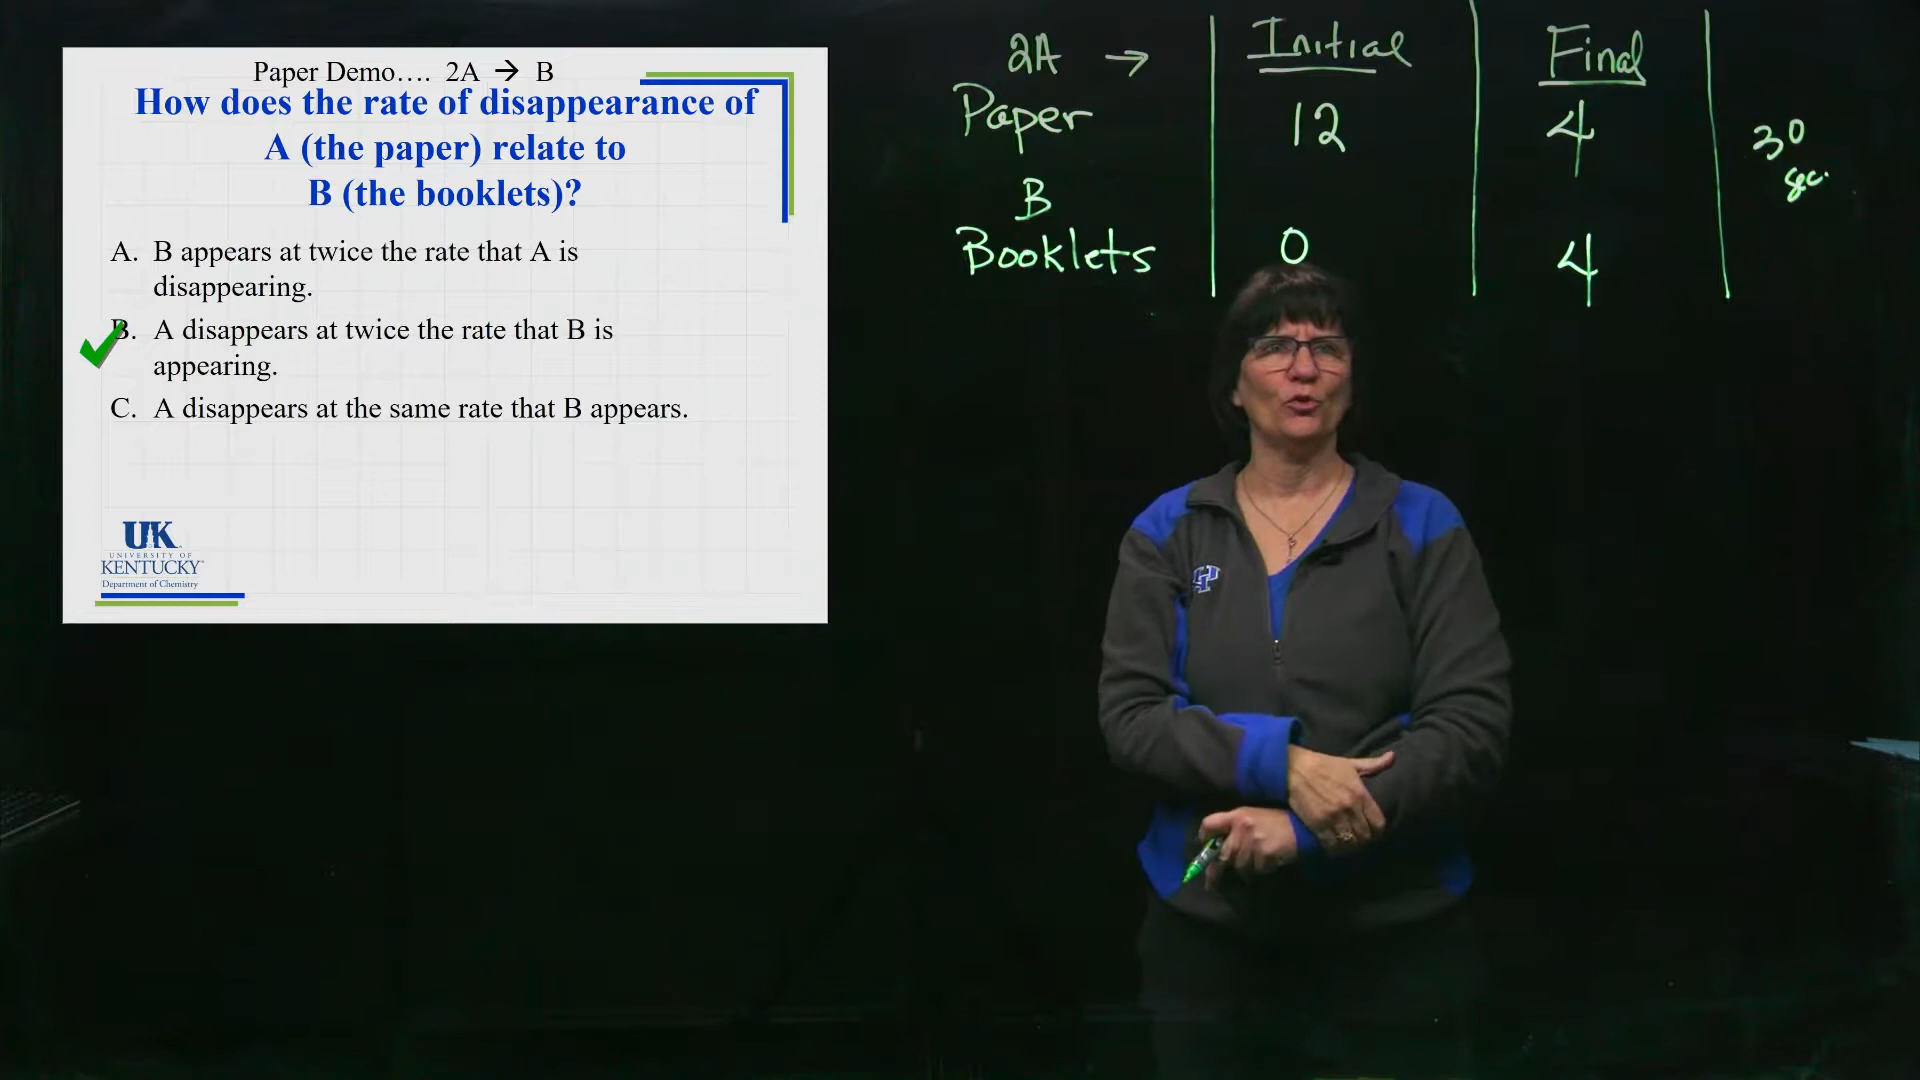 Paper Demo…. 2A → B
How does the rate of disappearance of
A (the paper) relate to
B (the booklets)?
A. B appears at twice the rate that A is
disappearing.
B. A disappears at twice the rate that B is
appearing.
C. A disappears at the same rate that B appears.
UK
UNIVERSITY OF
KENTUCKY
Department of Chemistry
2A → Initial Final
Paper 12 4 30
sec.
B
Booklets 0 4